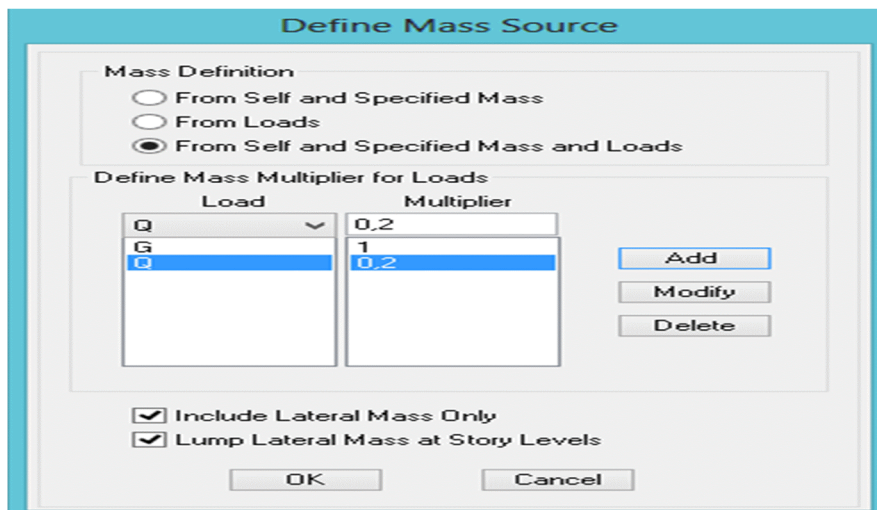 Define Mass Source
Mass Definition
From Self and Specified Mass
From Loads
From Self and Specified Mass and Loads
Define Mass Multiplier for Loads
Load Multiplier
Q 0,2
G 1
Q 0,2
Add
Modify
Delete
Include Lateral Mass Only
Lump Lateral Mass at Story Levels
OK Cancel